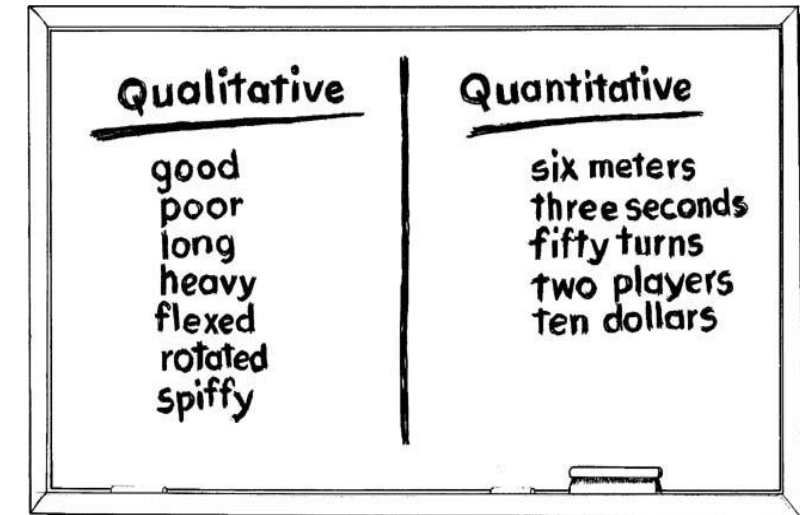 Qualitative
good
poor
long
heavy
flexed
rotated
spiffy
Quantitative
six meters
three seconds
fifty turns
two players
ten dollars